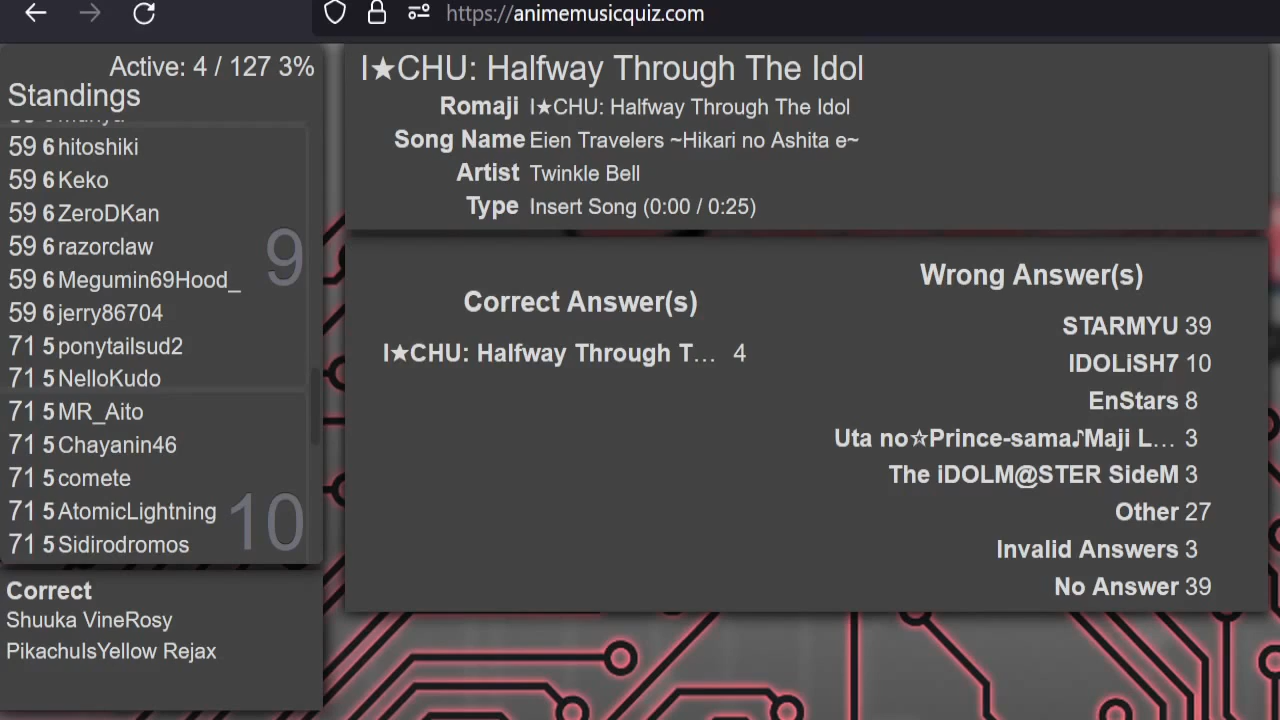 https://animemusicquiz.com
Active: 4 / 127 3%
Standings
59 6 hitoshiki
59 6 Keko
59 6 ZeroDKan
59 6 razorclaw
9
59 6 Megumin69Hood_
59 6 jerry86704
71 5 ponytailsud2
71 5 NelloKudo
71 5 MR_Aito
71 5 Chayanin46
71 5 comete
71 5 AtomicLightning
10
71 5 Sidirodromos
Correct
Shuuka VineRosy
PikachuIsYellow Rejax
I★CHU: Halfway Through The Idol
Romaji I★CHU: Halfway Through The Idol
Song Name Eien Travelers ~Hikari no Ashita e~
Artist Twinkle Bell
Type Insert Song (0:00 / 0:25)
Correct Answer(s)
I★CHU: Halfway Through T... 4
Wrong Answer(s)
STARMYU 39
IDOLiSH7 10
EnStars 8
Uta no☆Prince-sama♪Maji L... 3
The iDOLM@STER SideM 3
Other 27
Invalid Answers 3
No Answer 39